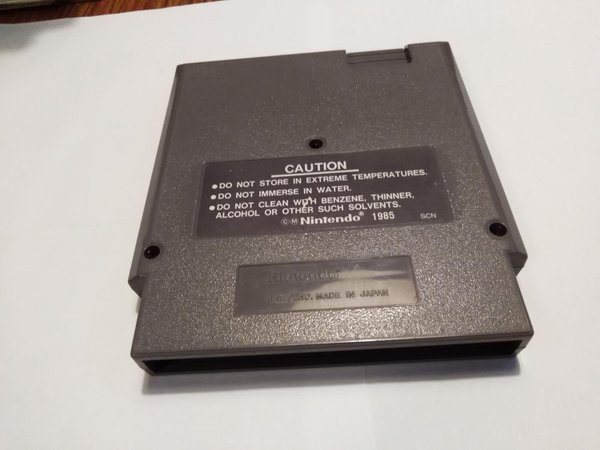 CAUTION
•DO NOT STORE IN EXTREME TEMPERATURES.
•DO NOT IMMERSE IN WATER.
•DO NOT CLEAN WITH BENZENE, THINNER,
ALCOHOL OR OTHER SUCH SOLVENTS.
©M Nintendo® 1985 SCN
Nintendo
MADE IN JAPAN